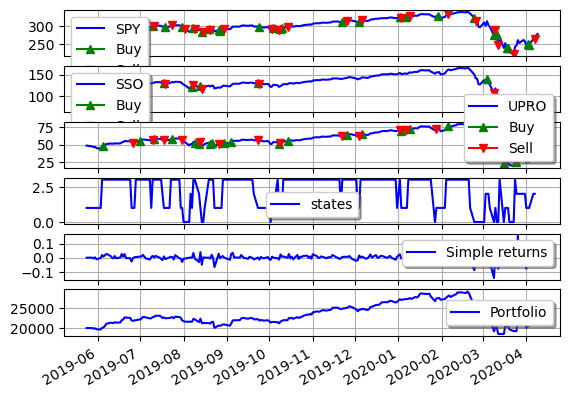 300
250
SPY
Buy
150
100
SSO
Buy
75
50
25
UPRO
Buy
Sell
2.5
0.0
states
0.1
0.0
−0.1
Simple returns
25000
20000
Portfolio
2019-06
2019-07
2019-08
2019-09
2019-10
2019-11
2019-12
2020-01
2020-02
2020-03
2020-04